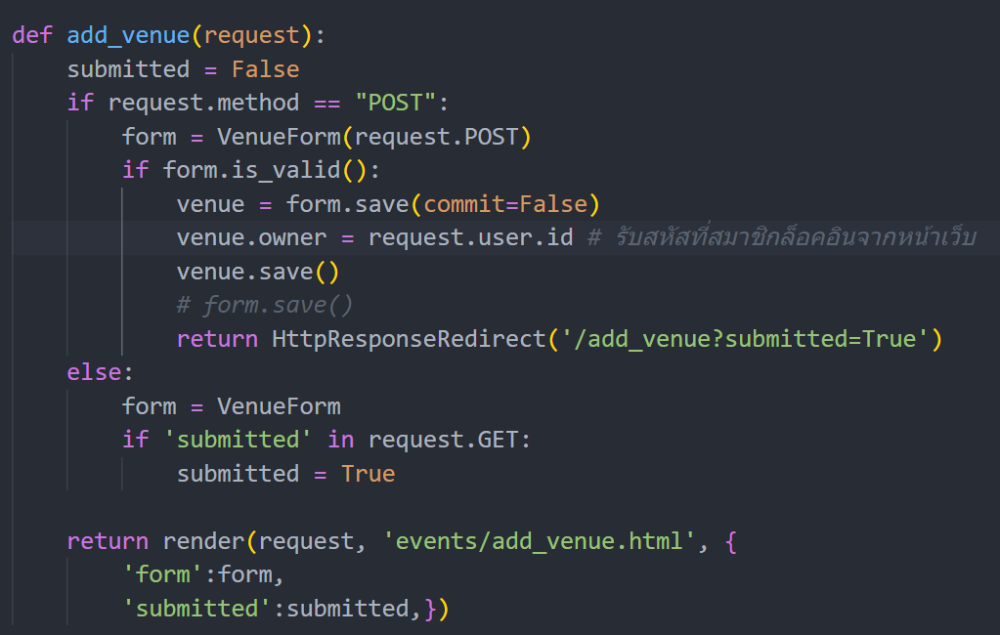 def add_venue(request):
    submitted = False
    if request.method == "POST":
        form = VenueForm(request.POST)
        if form.is_valid():
            venue = form.save(commit=False)
            venue.owner = request.user.id # รับสหัสที่สมาชิกล็อคอินจากหน้าเว็บ
            venue.save()
            # form.save()
            return HttpResponseRedirect('/add_venue?submitted=True')
    else:
        form = VenueForm
        if 'submitted' in request.GET:
            submitted = True

    return render(request, 'events/add_venue.html', {
        'form':form,
        'submitted':submitted,})